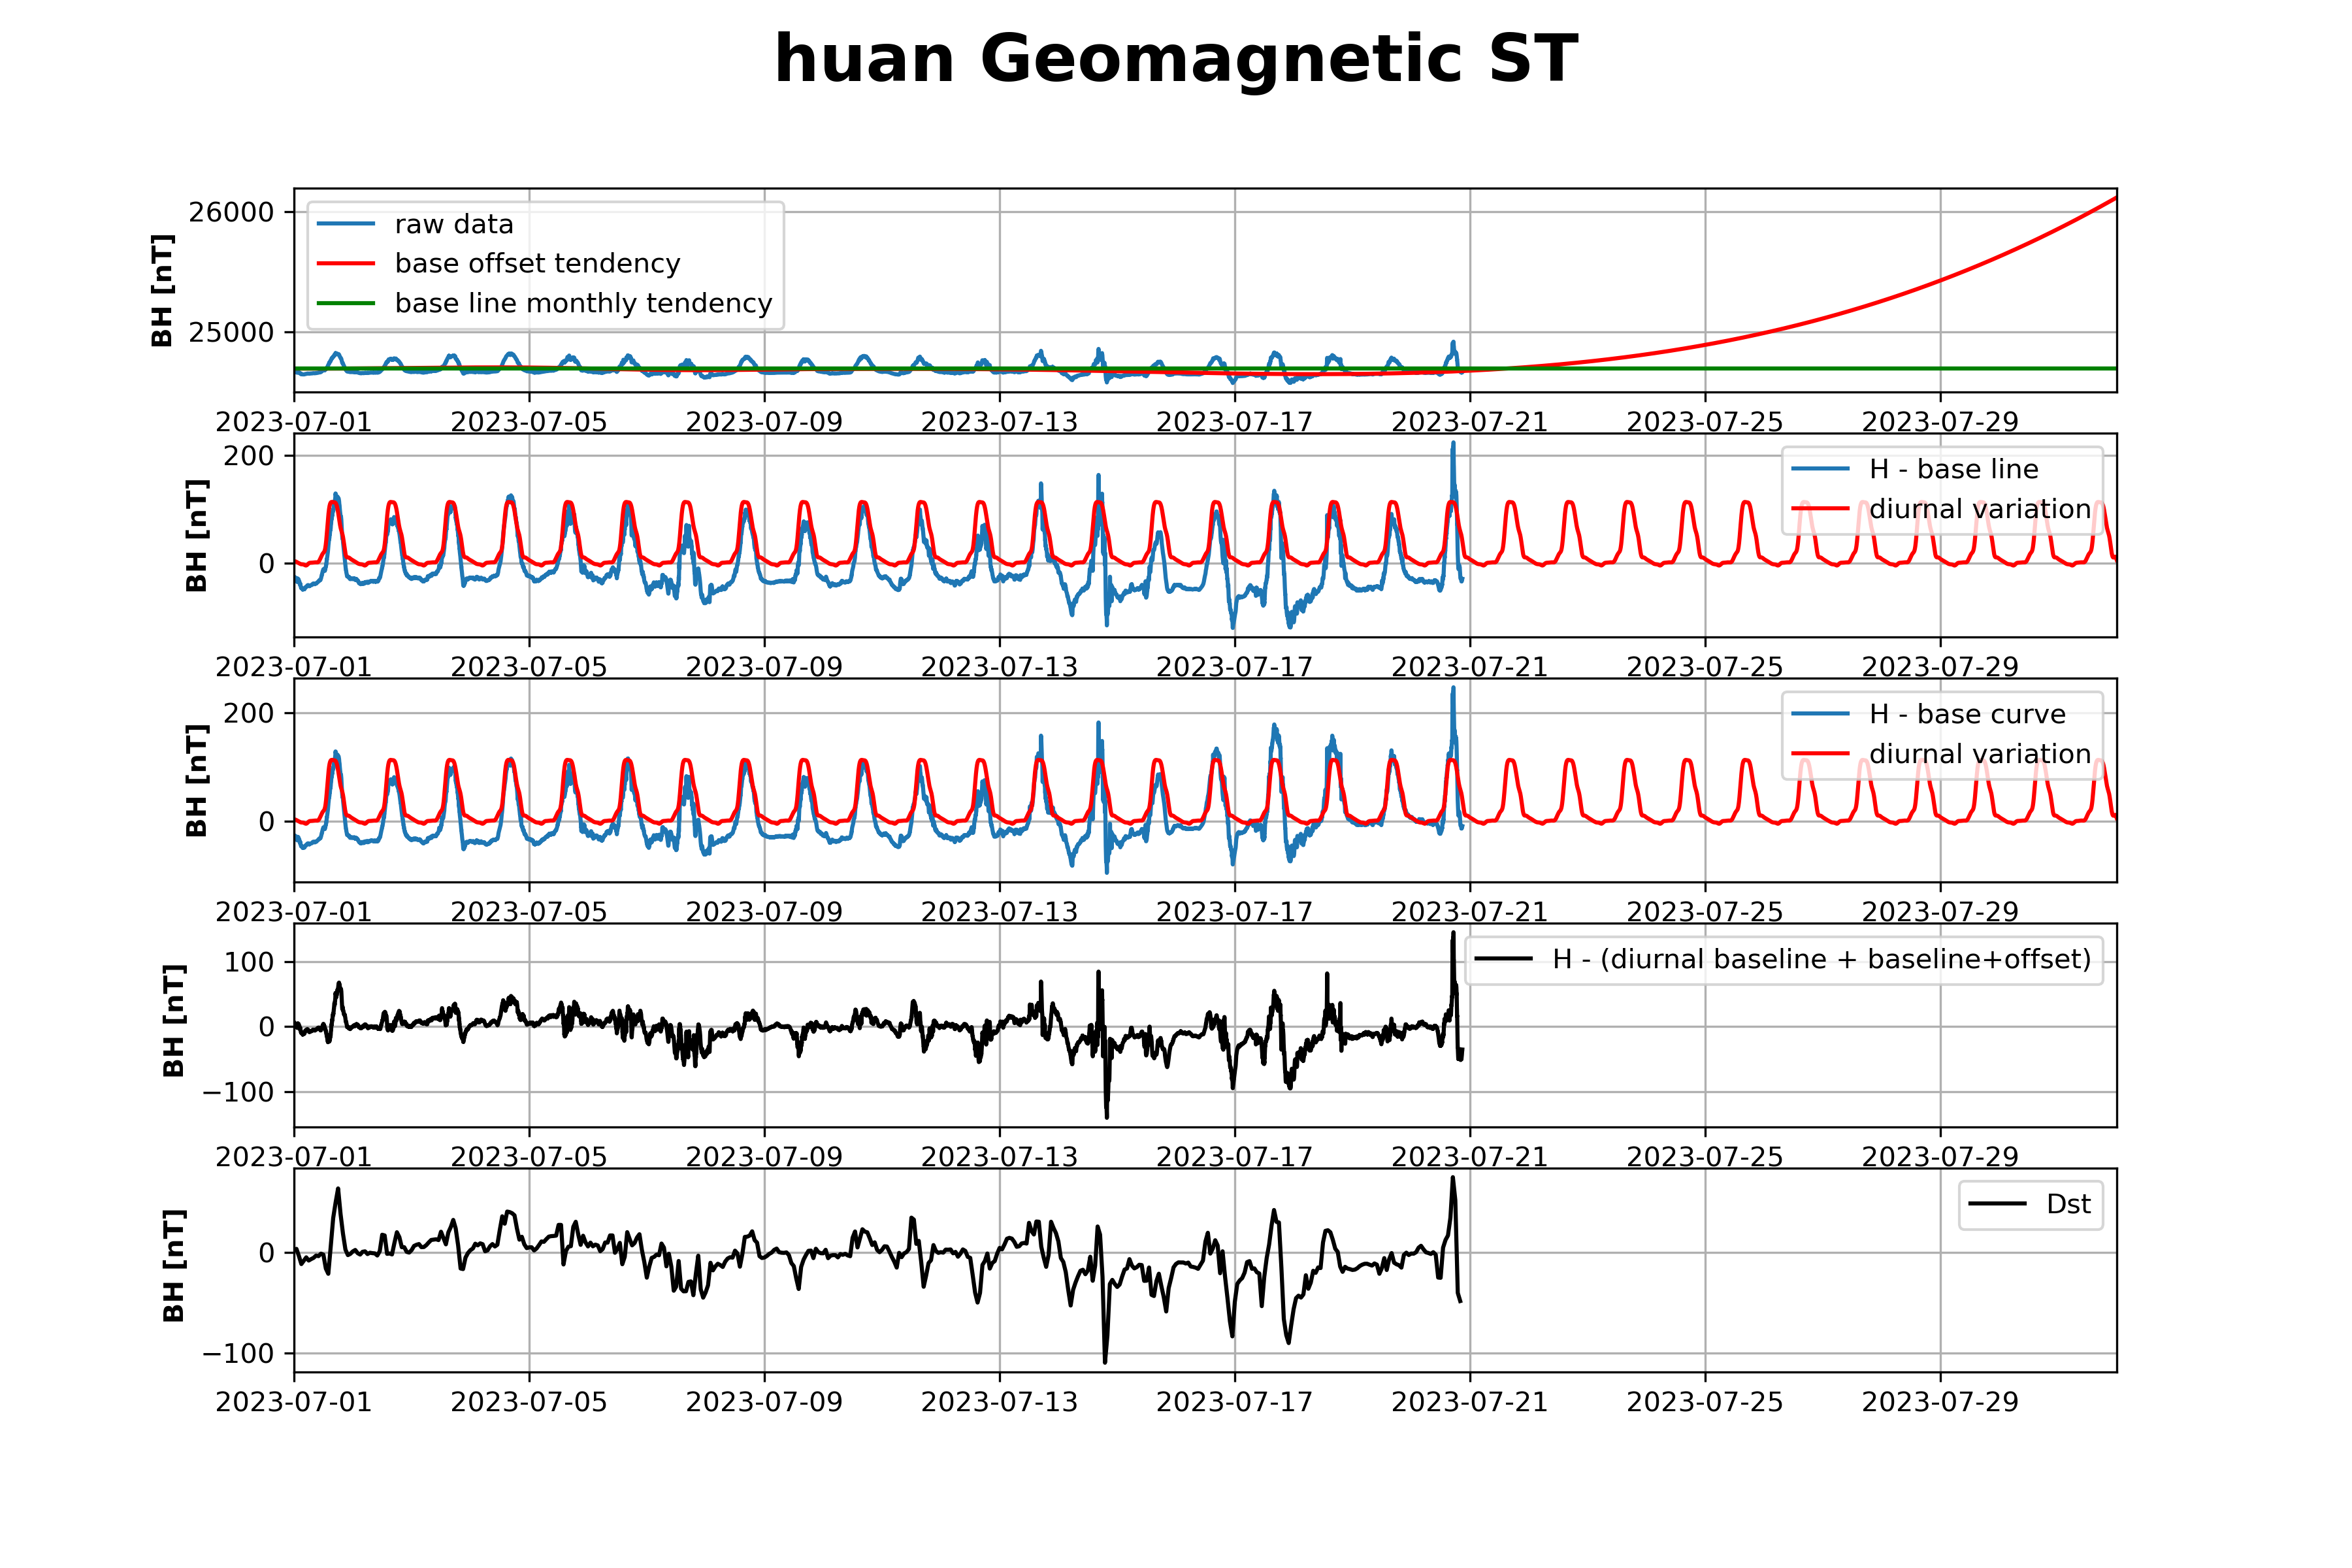 huan Geomagnetic ST
BH [nT]
26000
25000
raw data
base offset tendency
base line monthly tendency
2023-07-01 2023-07-05 2023-07-09 2023-07-13 2023-07-17 2023-07-21 2023-07-25 2023-07-29
BH [nT]
200
0
H - base line
diurnal variation
2023-07-01 2023-07-05 2023-07-09 2023-07-13 2023-07-17 2023-07-21 2023-07-25 2023-07-29
BH [nT]
200
0
H - base curve
diurnal variation
2023-07-01 2023-07-05 2023-07-09 2023-07-13 2023-07-17 2023-07-21 2023-07-25 2023-07-29
BH [nT]
100
0
−100
H - (diurnal baseline + baseline+offset)
2023-07-01 2023-07-05 2023-07-09 2023-07-13 2023-07-17 2023-07-21 2023-07-25 2023-07-29
BH [nT]
0
−100
Dst
2023-07-01 2023-07-05 2023-07-09 2023-07-13 2023-07-17 2023-07-21 2023-07-25 2023-07-29